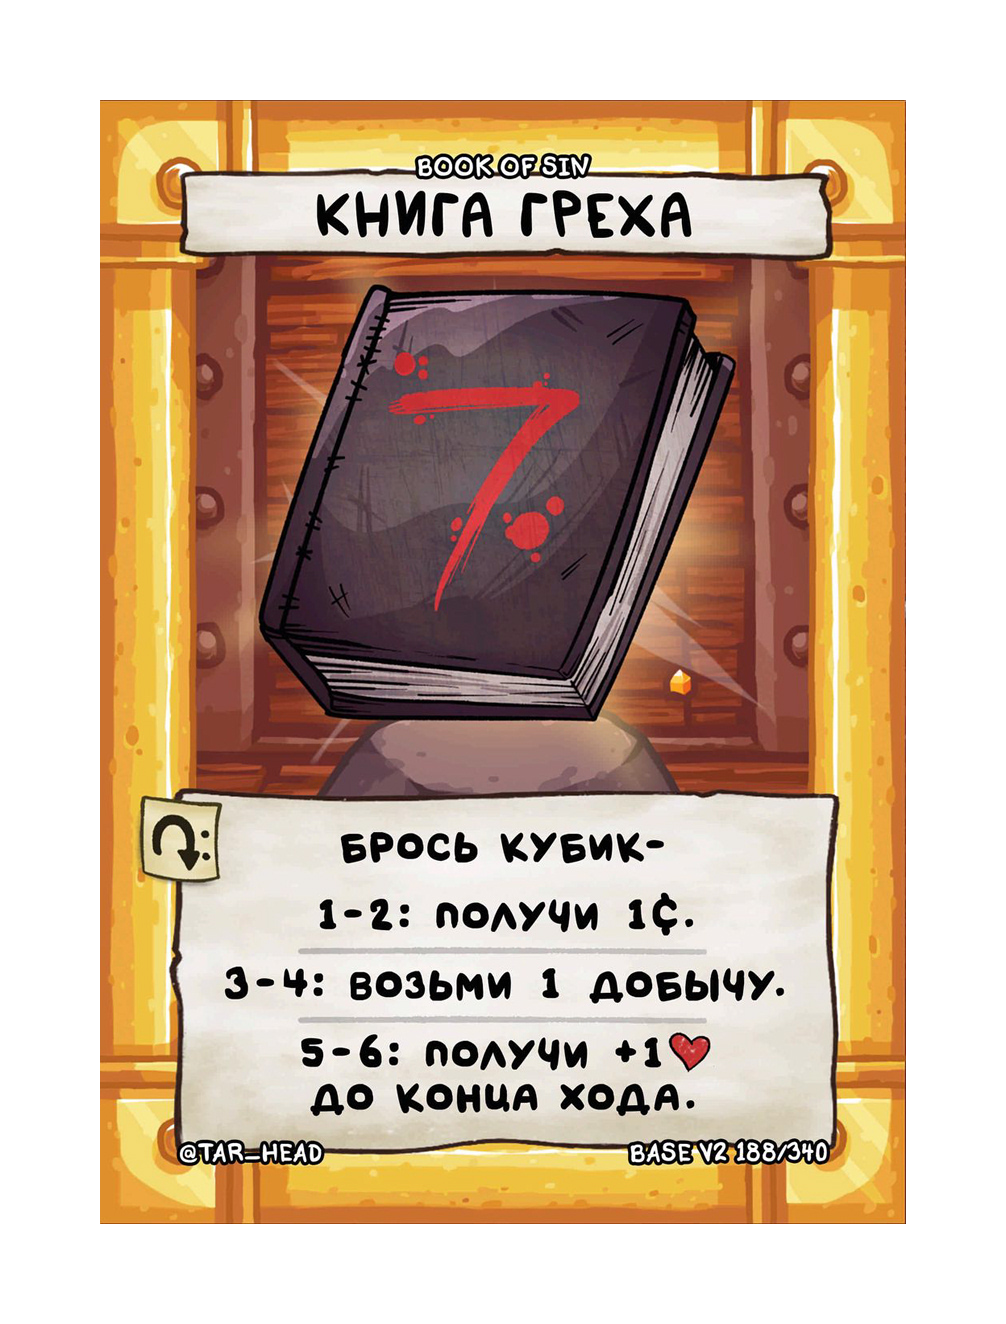 BOOK OF SIN
КНИГА ГРЕХА
7
БРОСЬ КУБИК-
1-2: ПОЛУЧИ 1¢.
3-4: ВОЗЬМИ 1 ДОБЫЧУ.
5-6: ПОЛУЧИ +1❤
ДО КОНЦА ХОДА.
@TAR_HEAD
BASE V2 188/340